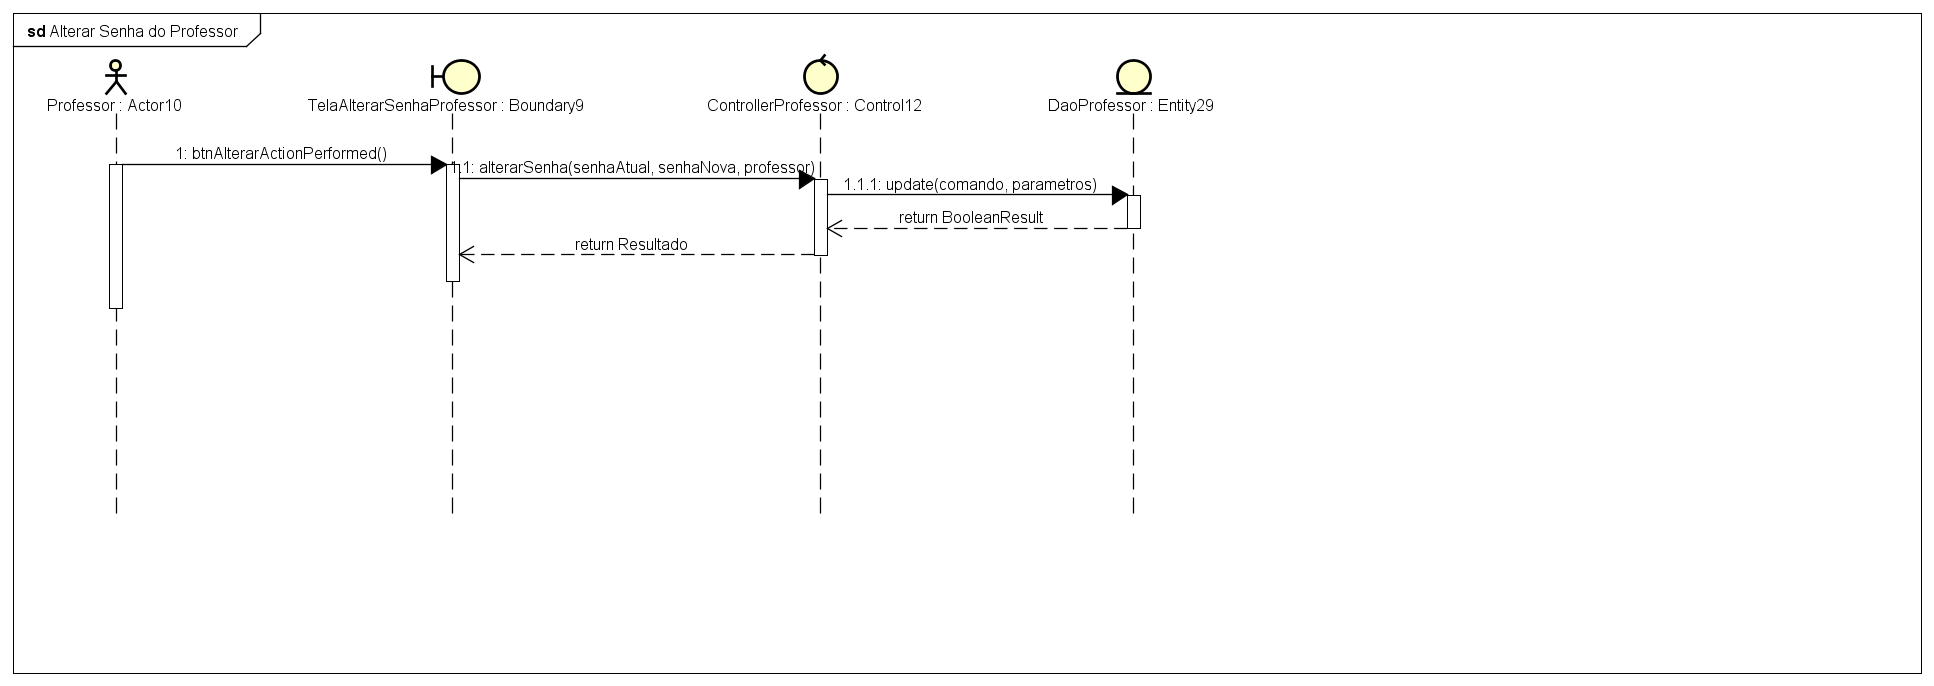 sd Alterar Senha do Professor
Professor : Actor10
TelaAlterarSenhaProfessor : Boundary9
ControllerProfessor : Control12
DaoProfessor : Entity29
1: btnAlterarActionPerformed()
1.1: alterarSenha(senhaAtual, senhaNova, professor)
1.1.1: update(comando, parametros)
return BooleanResult
return Resultado